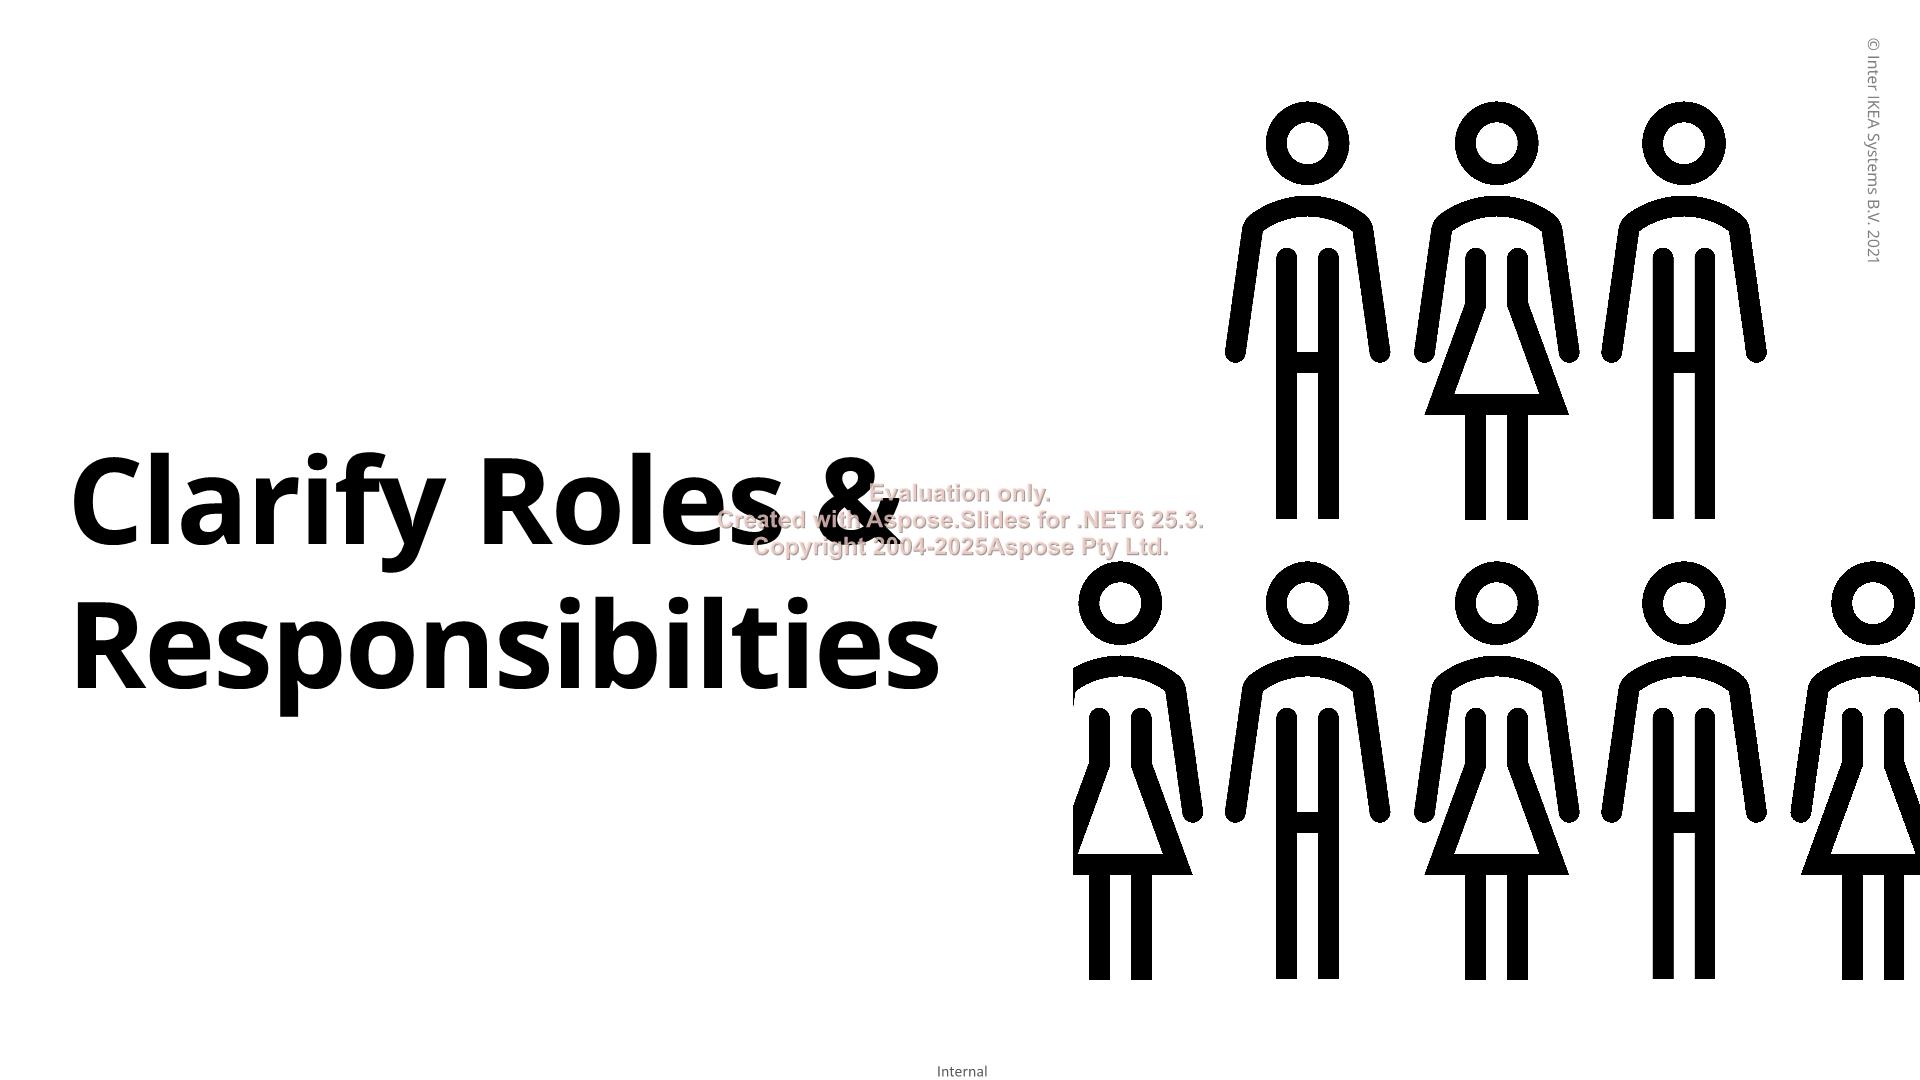 © Inter IKEA Systems B.V. 2021
Clarify Roles &
Responsibilties
Evaluation only.
Created with Aspose.Slides for .NET6 25.3.
Copyright 2004-2025Aspose Pty Ltd.
Internal